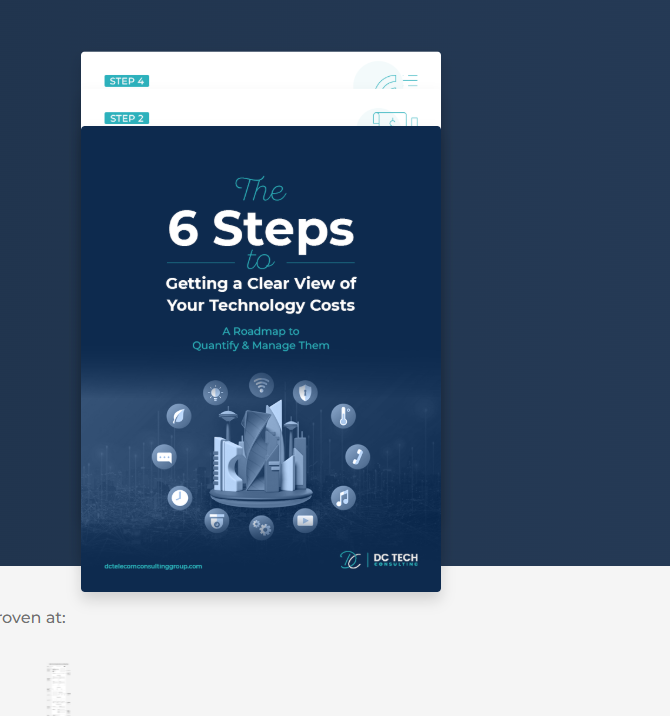 STEP 4
STEP 2
The
6 Steps
to
Getting a Clear View of
Your Technology Costs
A Roadmap to
Quantify & Manage Them
dctelecomconsultinggroup.com
DC | DC TECH
CONSULTING
roven at: